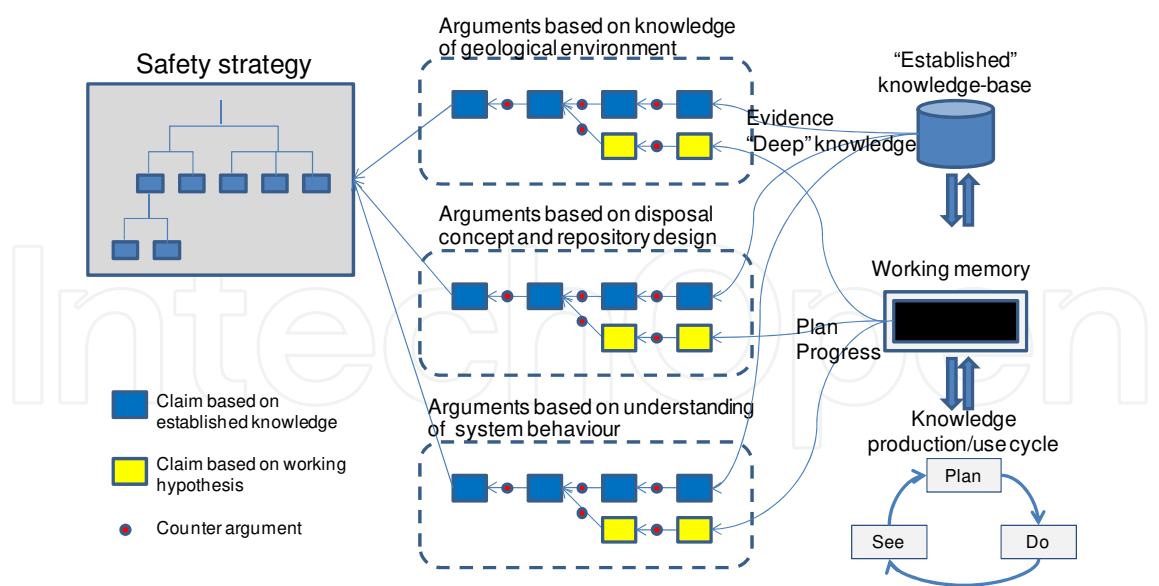 Safety strategy
Arguments based on knowledge
of geological environment
"Established"
knowledge-base
Evidence
"Deep" knowledge
Arguments based on disposal
concept and repository design
Working memory
Plan
Progress
Claim based on
established knowledge
Arguments based on understanding
of system behaviour
Claim based on working
hypothesis
Counter argument
Knowledge
production/use cycle
Plan
See
Do
IntechOpen